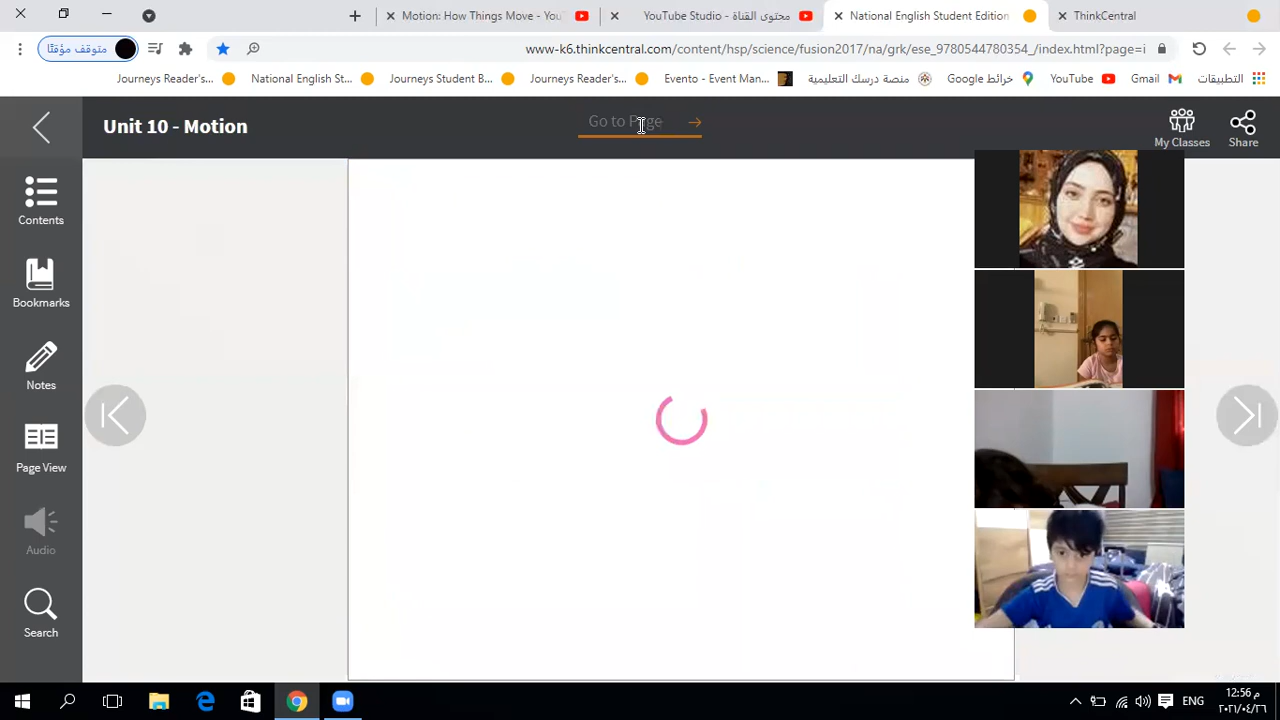 Motion: How Things Move - You
محتوى القناة - YouTube Studio
National English Student Edition
ThinkCentral
متوقف مؤقتًا
www-k6.thinkcentral.com/content/hsp/science/fusion2017/na/grk/ese_9780544780354_/index.html?page=i
Journeys Reader's...
National English St...
Journeys Student B...
Journeys Reader's...
Evento - Event Man...
منصة درسك التعليمية
خرائط Google
YouTube
Gmail
التطبيقات
Unit 10 - Motion
Go to Page
My Classes
Share
Contents
Bookmarks
Notes
Page View
Audio
Search
ENG
12:56 م
٢٠٢١/٠٤/٢٦